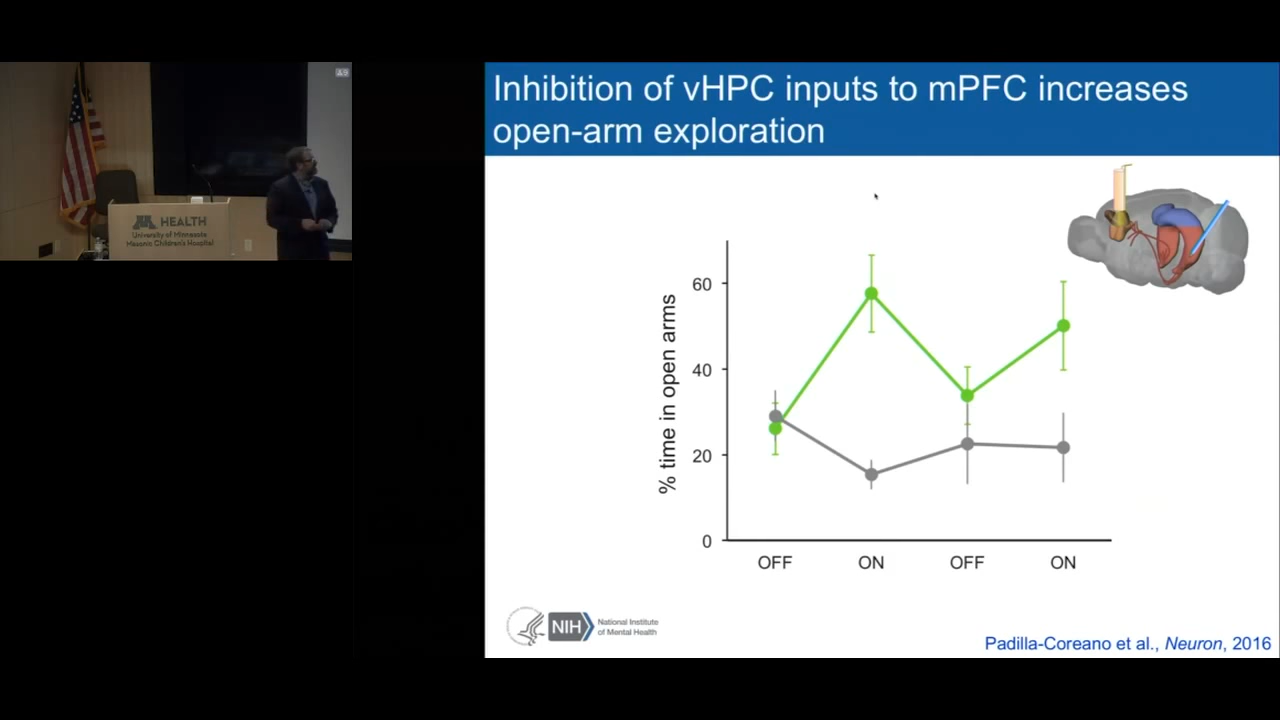 Inhibition of vHPC inputs to mPFC increases
open-arm exploration
HEALTH
University of Minnesota
Masonic Children's Hospital
% time in open arms
60
40
20
0
OFF ON OFF ON
NIH
National Institute
of Mental Health
Padilla-Coreano et al., Neuron, 2016